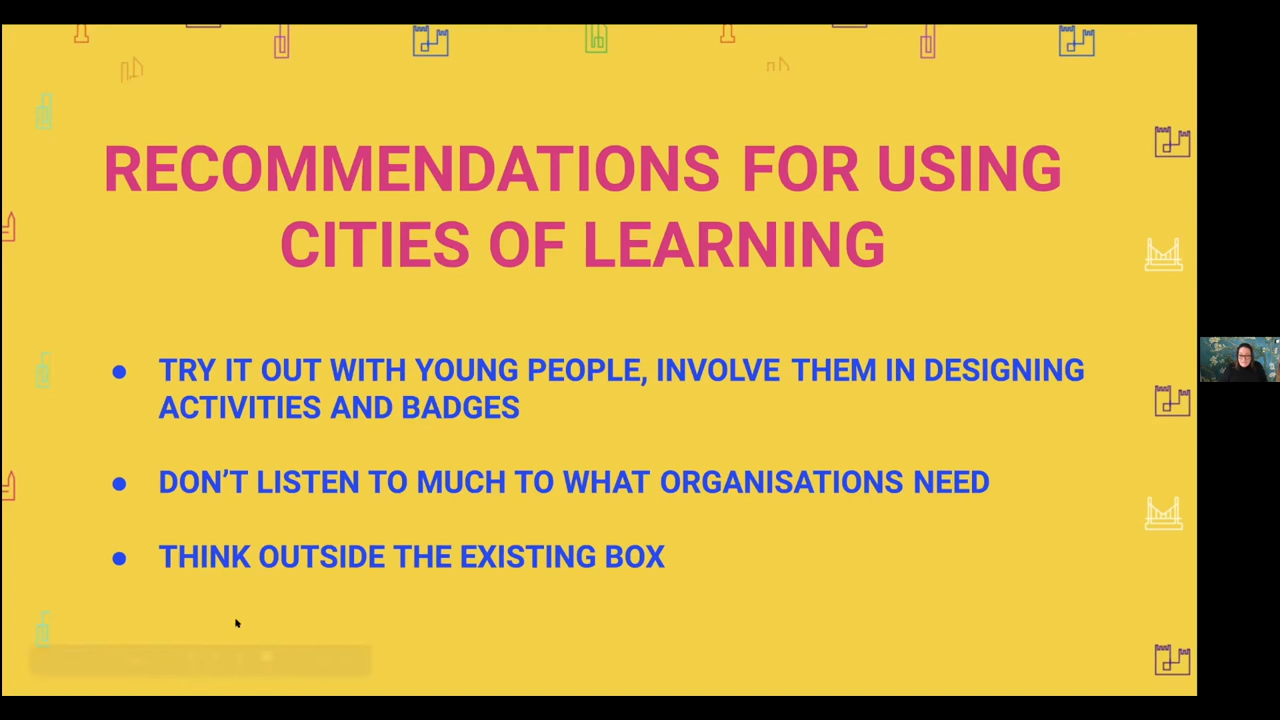 RECOMMENDATIONS FOR USING
CITIES OF LEARNING
● TRY IT OUT WITH YOUNG PEOPLE, INVOLVE THEM IN DESIGNING
ACTIVITIES AND BADGES
● DON’T LISTEN TO MUCH TO WHAT ORGANISATIONS NEED
● THINK OUTSIDE THE EXISTING BOX